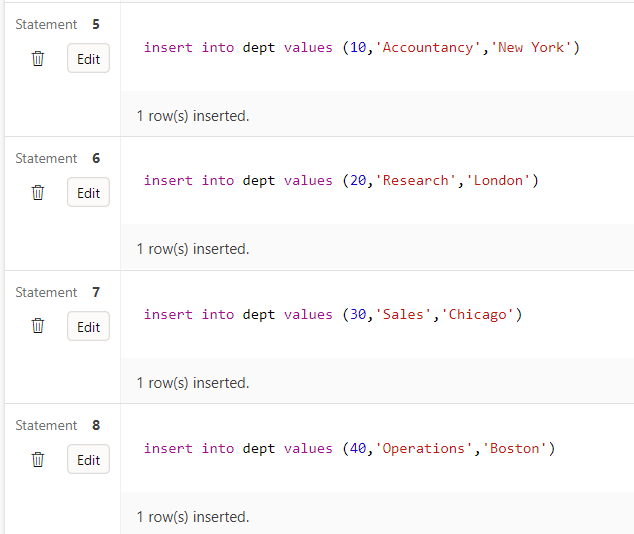 Statement 5
insert into dept values (10,'Accountancy','New York')
Edit
1 row(s) inserted.
Statement 6
insert into dept values (20,'Research','London')
Edit
1 row(s) inserted.
Statement 7
insert into dept values (30,'Sales','Chicago')
Edit
1 row(s) inserted.
Statement 8
insert into dept values (40,'Operations','Boston')
Edit
1 row(s) inserted.